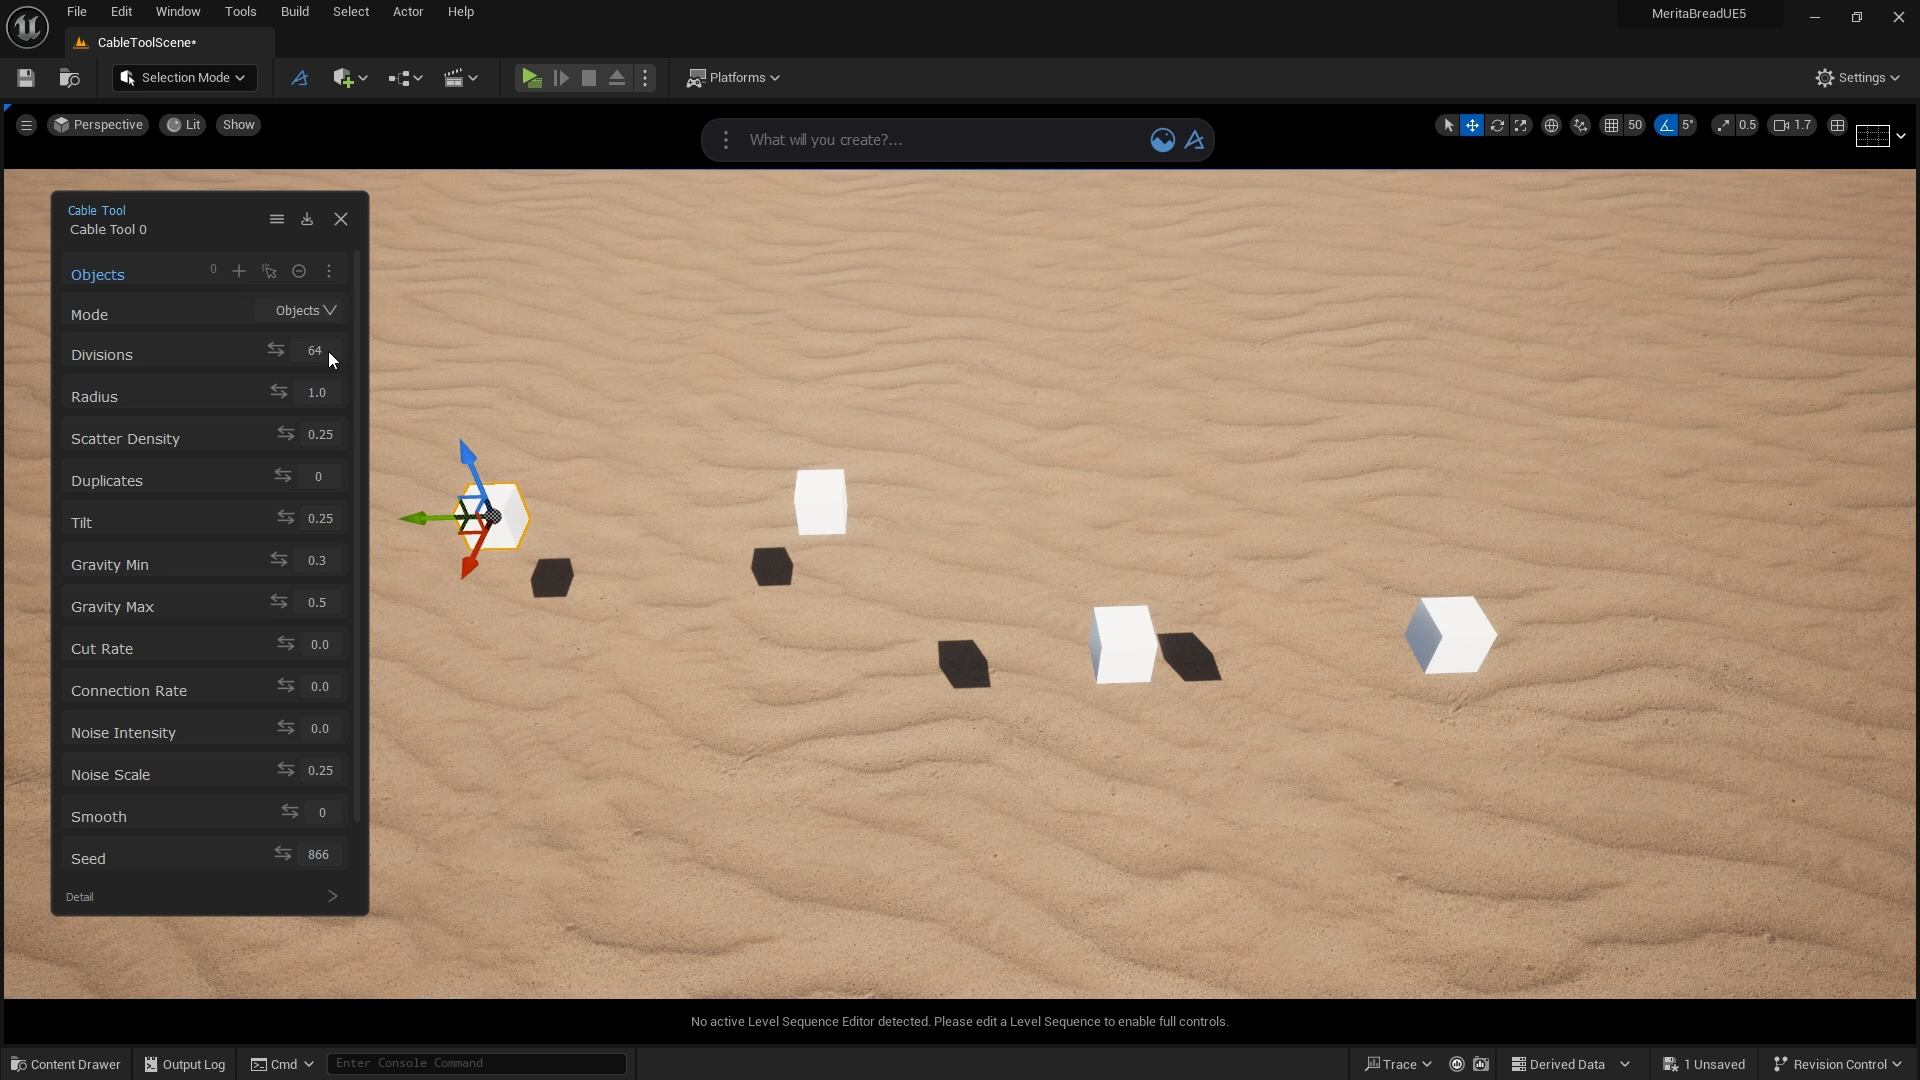 File Edit Window Tools Build Select Actor Help
MeritaBreadUE5
CableToolScene*
Selection Mode
Platforms
Settings
Perspective
Lit
Show
What will you create?...
50
5°
0.5
1.7
Cable Tool
Cable Tool 0
Objects 0
Mode Objects
Divisions 64
Radius 1.0
Scatter Density 0.25
Duplicates 0
Tilt 0.25
Gravity Min 0.3
Gravity Max 0.5
Cut Rate 0.0
Connection Rate 0.0
Noise Intensity 0.0
Noise Scale 0.25
Smooth 0
Seed 866
Detail
No active Level Sequence Editor detected. Please edit a Level Sequence to enable full controls.
Content Drawer
Output Log
Cmd
Enter Console Command
Trace
Derived Data
1 Unsaved
Revision Control